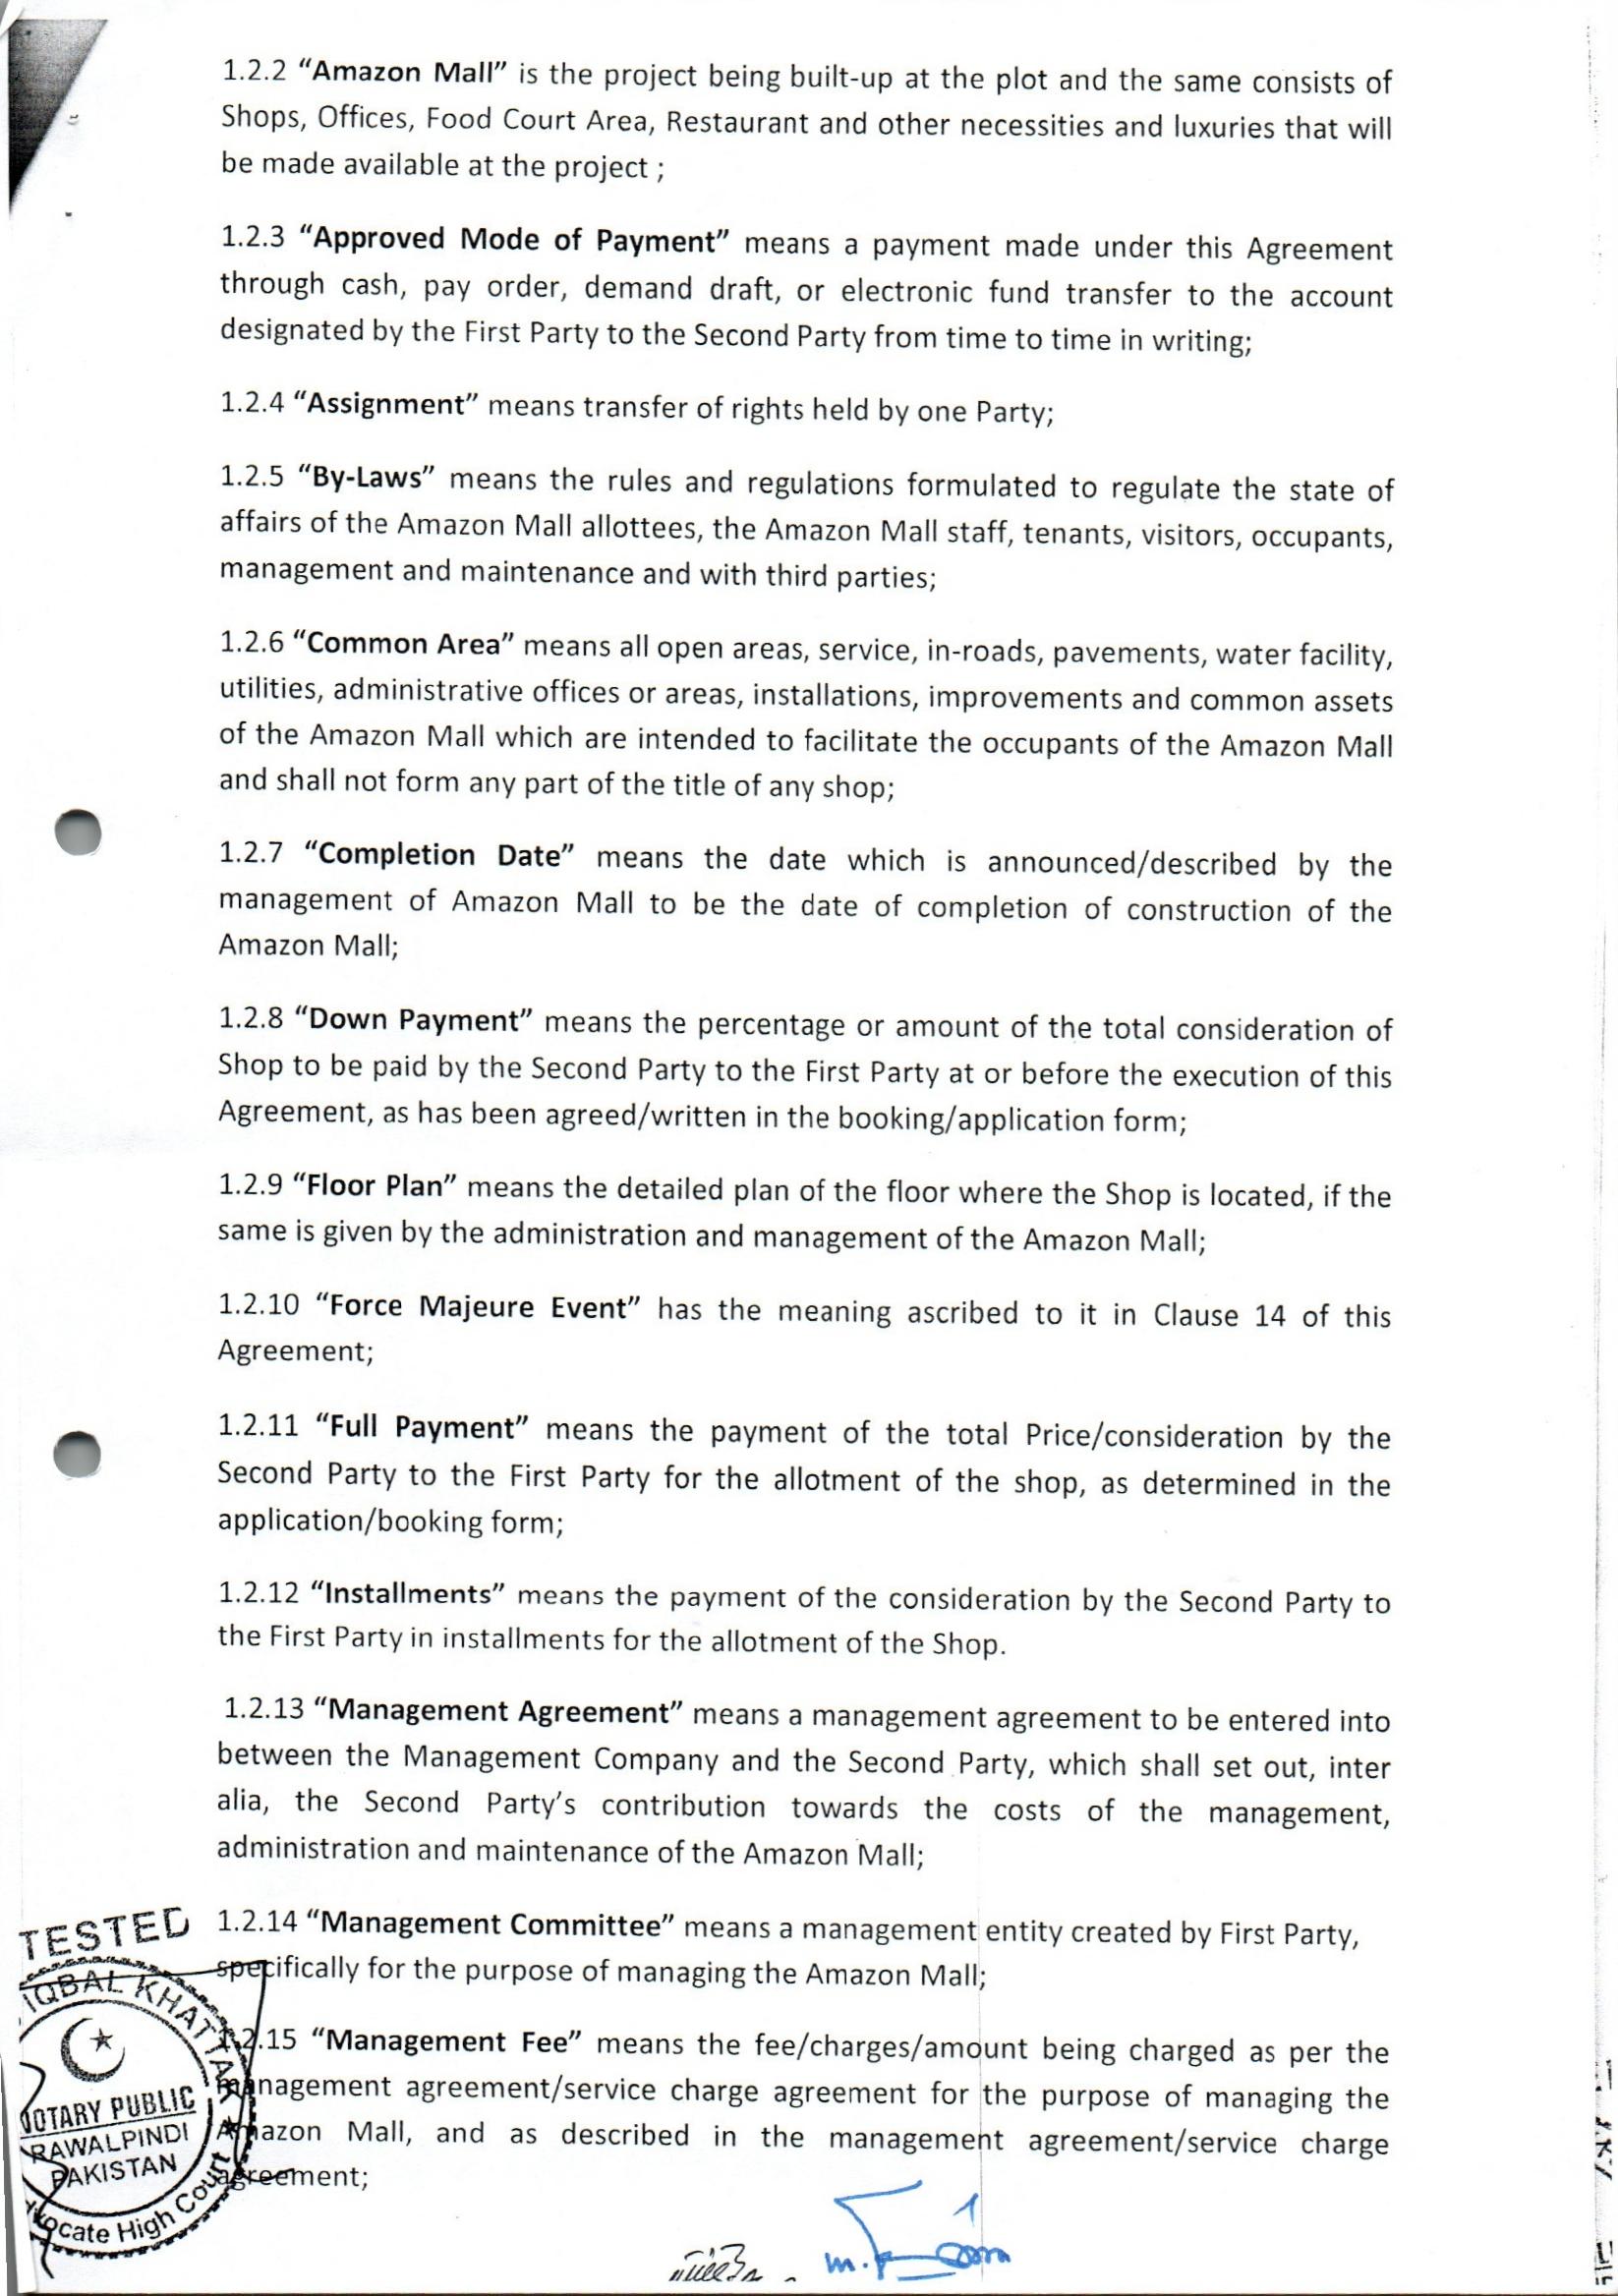 1.2.2 “Amazon Mall” is the project being built-up at the plot and the same consists of
Shops, Offices, Food Court Area, Restaurant and other necessities and luxuries that will
be made available at the project ;
1.2.3 “Approved Mode of Payment” means a payment made under this Agreement
through cash, pay order, demand draft, or electronic fund transfer to the account
designated by the First Party to the Second Party from time to time in writing;
1.2.4 “Assignment” means transfer of rights held by one Party;
1.2.5 “By-Laws” means the rules and regulations formulated to regulate the state of
affairs of the Amazon Mall allottees, the Amazon Mall staff, tenants, visitors, occupants,
management and maintenance and with third parties;
1.2.6 “Common Area” means all open areas, service, in-roads, pavements, water facility,
utilities, administrative offices or areas, installations, improvements and common assets
of the Amazon Mall which are intended to facilitate the occupants of the Amazon Mall
and shall not form any part of the title of any shop;
1.2.7 “Completion Date” means the date which is announced/described by the
management of Amazon Mall to be the date of completion of construction of the
Amazon Mall;
1.2.8 “Down Payment” means the percentage or amount of the total consideration of
Shop to be paid by the Second Party to the First Party at or before the execution of this
Agreement, as has been agreed/written in the booking/application form;
1.2.9 “Floor Plan” means the detailed plan of the floor where the Shop is located, if the
same is given by the administration and management of the Amazon Mall;
1.2.10 “Force Majeure Event” has the meaning ascribed to it in Clause 14 of this
Agreement;
1.2.11 “Full Payment” means the payment of the total Price/consideration by the
Second Party to the First Party for the allotment of the shop, as determined in the
application/booking form;
1.2.12 “Installments” means the payment of the consideration by the Second Party to
the First Party in installments for the allotment of the Shop.
1.2.13 “Management Agreement” means a management agreement to be entered into
between the Management Company and the Second Party, which shall set out, inter
alia, the Second Party’s contribution towards the costs of the management,
administration and maintenance of the Amazon Mall;
1.2.14 “Management Committee” means a management entity created by First Party,
specifically for the purpose of managing the Amazon Mall;
1.2.15 “Management Fee” means the fee/charges/amount being charged as per the
management agreement/service charge agreement for the purpose of managing the
Amazon Mall, and as described in the management agreement/service charge
agreement;
TESTED
IQBAL KHATTAK
NOTARY PUBLIC
RAWALPINDI
PAKISTAN
vocate High Court